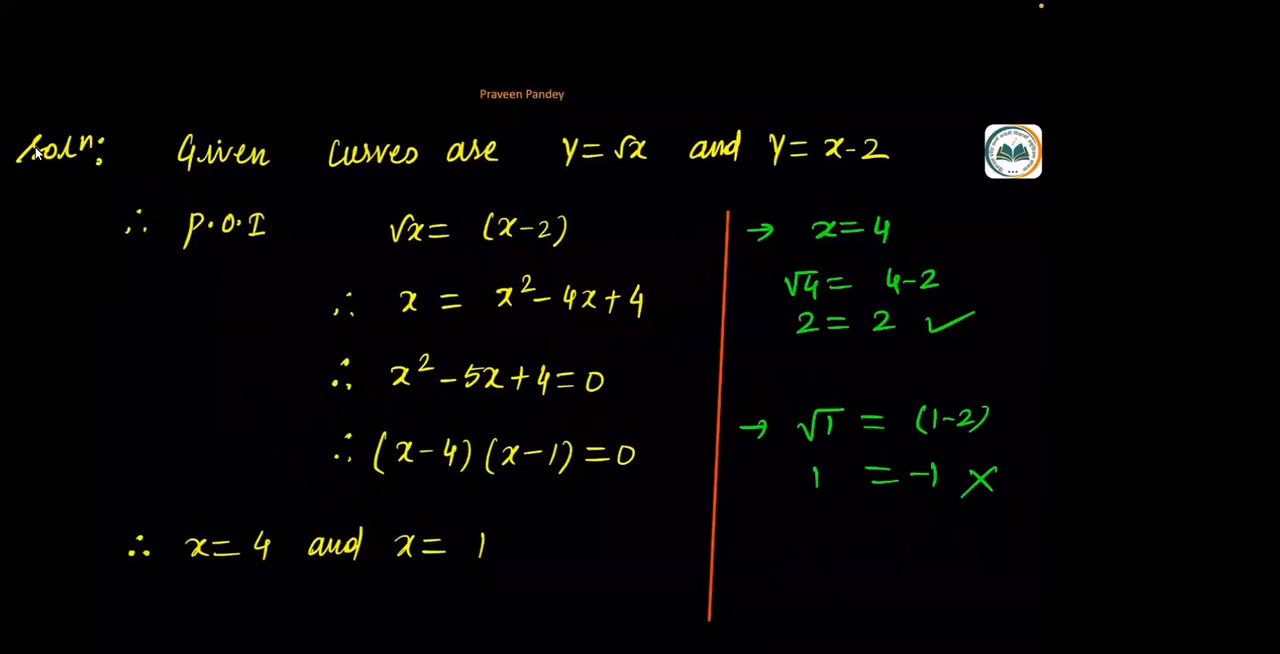 Praveen Pandey
Soln: Given curves are y = √x and y = x-2
∴ P.O.I √x = (x-2)
∴ x = x² - 4x + 4
∴ x² - 5x + 4 = 0
∴ (x-4) (x-1) = 0
∴ x = 4 and x = 1
→ x = 4
√4 = 4-2
2 = 2 ✓
→ √1 = (1-2)
1 = -1 ×